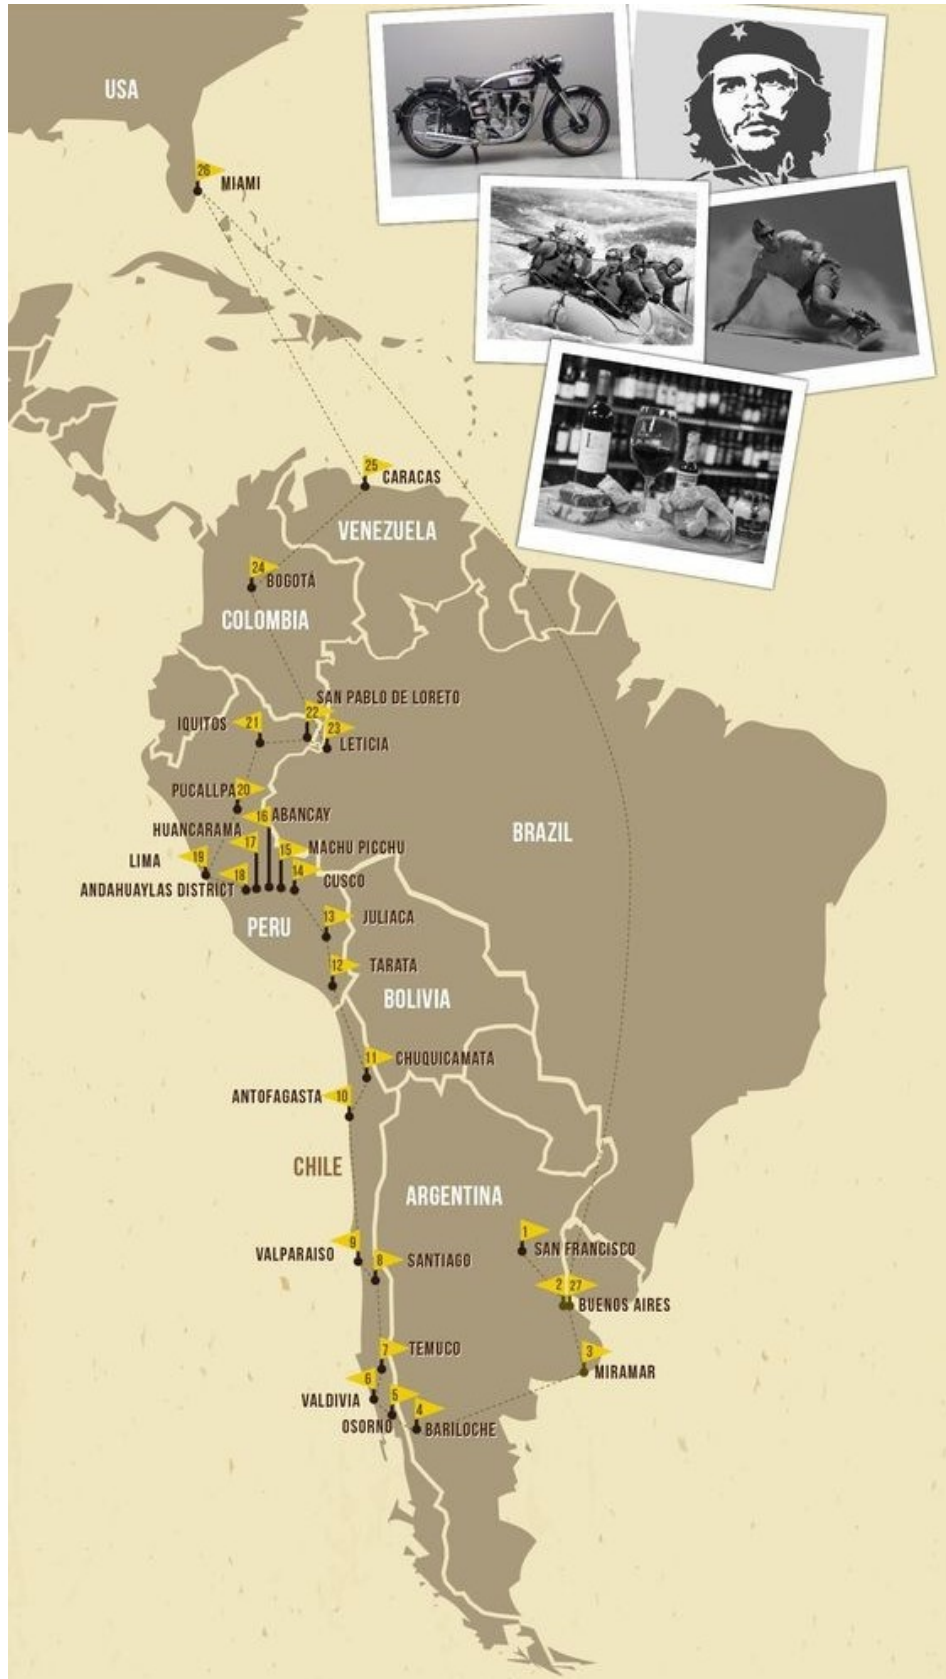 USA
26
MIAMI
25
CARACAS
VENEZUELA
24
BOGOTÁ
COLOMBIA
SAN PABLO DE LORETO
22
IQUITOS
21
23
LETICIA
PUCALLPA
20
16
ABANCAY
HUANCARAMA
17
BRAZIL
15
MACHU PICCHU
LIMA
19
14
CUSCO
ANDAHUAYLAS DISTRICT
18
13
JULIACA
PERU
12
TARATA
BOLIVIA
11
CHUQUICAMATA
ANTOFAGASTA
10
CHILE
ARGENTINA
1
SAN FRANCISCO
9
VALPARAISO
8
SANTIAGO
2
27
BUENOS AIRES
7
TEMUCO
3
MIRAMAR
6
VALDIVIA
5
OSORNO
4
BARILOCHE